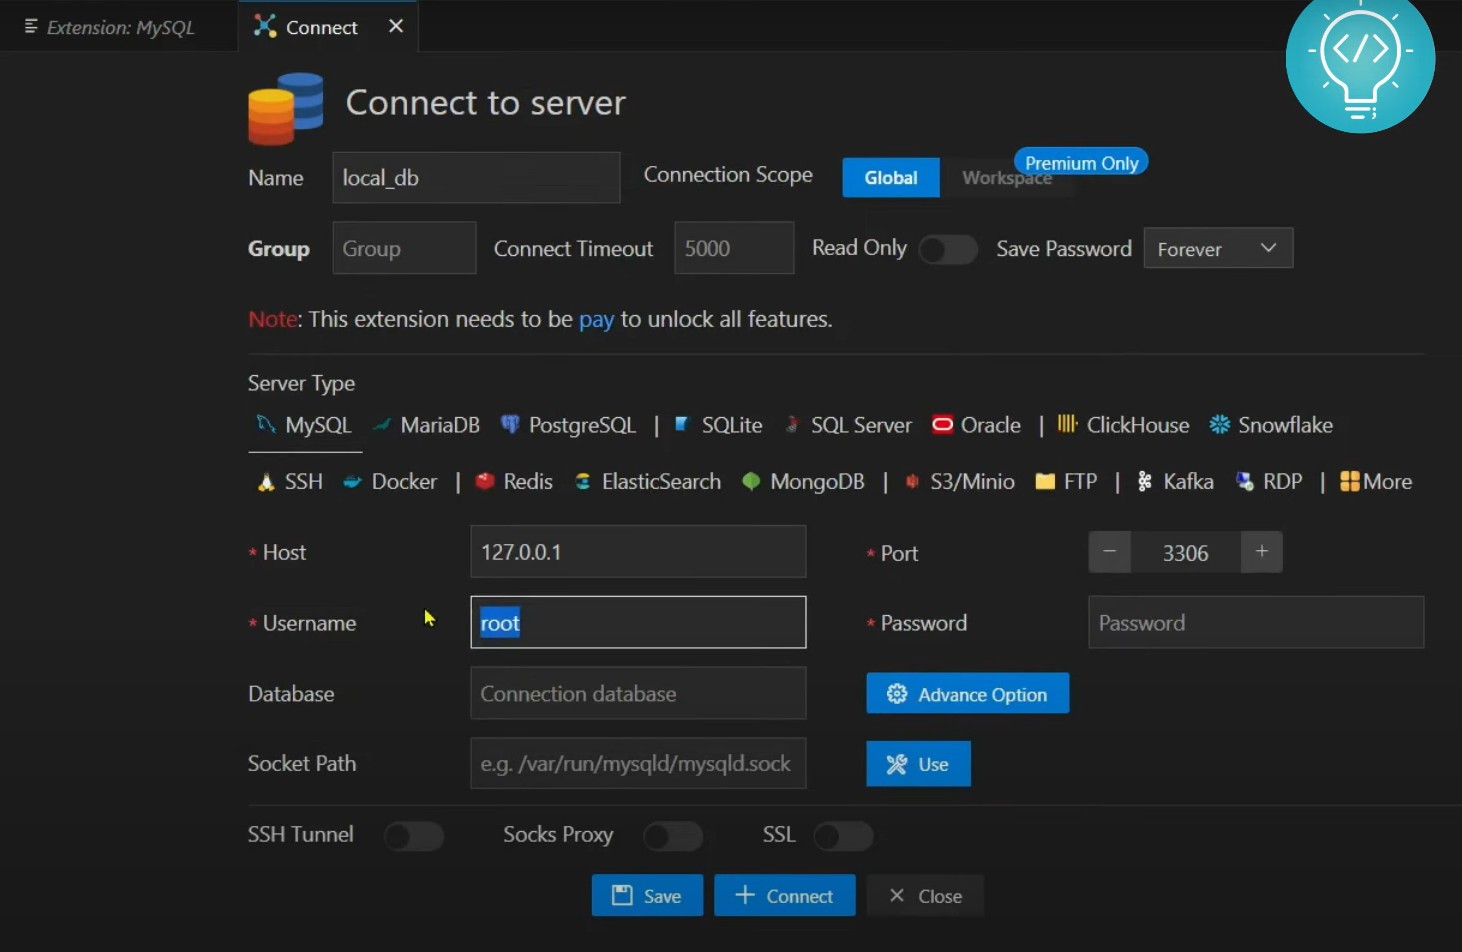 Extension: MySQL Connect
Connect to server
Name local_db Connection Scope Global Workspace Premium Only
Group Group Connect Timeout 5000 Read Only Save Password Forever
Note: This extension needs to be pay to unlock all features.
Server Type
MySQL MariaDB PostgreSQL | SQLite SQL Server Oracle | ClickHouse Snowflake
SSH Docker | Redis ElasticSearch MongoDB | S3/Minio FTP | Kafka RDP | More
* Host 127.0.0.1 * Port − 3306 +
* Username root * Password Password
Database Connection database Advance Option
Socket Path e.g. /var/run/mysqld/mysqld.sock Use
SSH Tunnel Socks Proxy SSL
Save + Connect Close